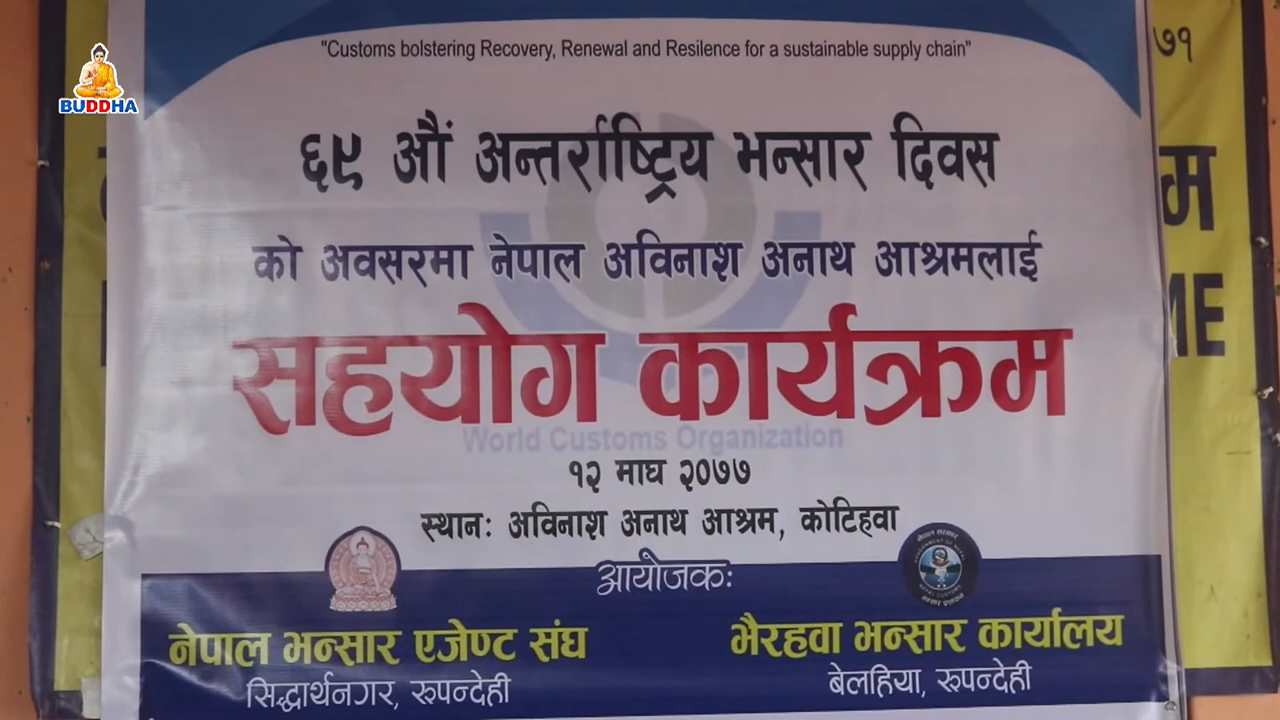 BUDDHA
"Customs bolstering Recovery, Renewal and Resilence for a sustainable supply chain"
६९ औं अन्तर्राष्ट्रिय भन्सार दिवस
को अवसरमा नेपाल अविनाश अनाथ आश्रमलाई
सहयोग कार्यक्रम
World Customs Organization
१२ माघ २०७७
स्थानः अविनाश अनाथ आश्रम, कोटिहवा
आयोजकः
नेपाल भन्सार एजेण्ट संघ
सिद्धार्थनगर, रुपन्देही
भैरहवा भन्सार कार्यालय
बेलहिया, रुपन्देही
७१
म
ME